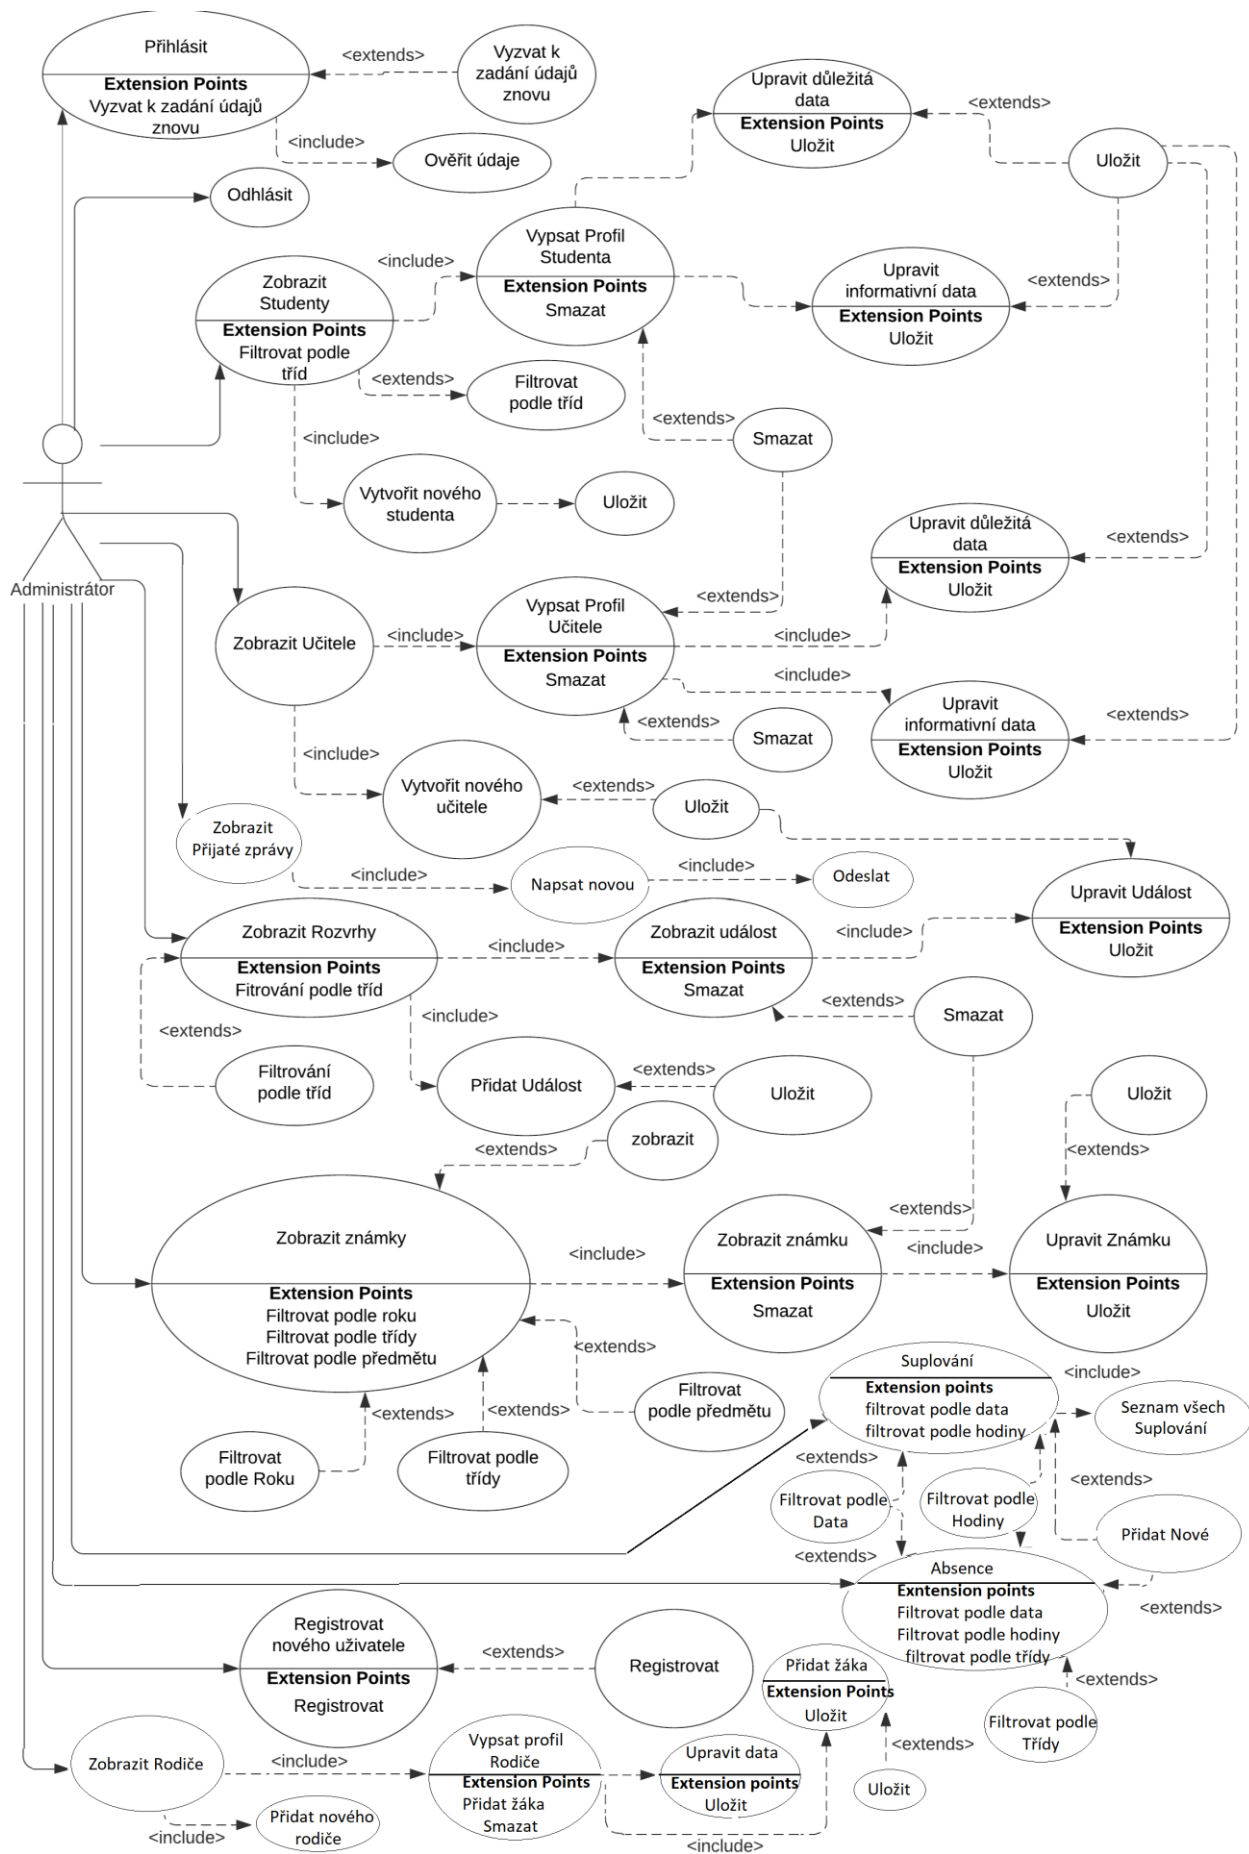 Přihlásit
Extension Points
Vyzvat k zadání údajů
znovu
<extends>
Vyzvat k
zadání údajů
znovu
<include>
Ověřit údaje
Odhlásit
Upravit důležitá
data
Extension Points
Uložit
<extends>
Uložit
Zobrazit
Studenty
Extension Points
Filtrovat podle
tříd
<include>
Vypsat Profil
Studenta
Extension Points
Smazat
Upravit
informativní data
Extension Points
Uložit
<extends>
<extends>
Filtrovat
podle tříd
<include>
<extends>
Smazat
Vytvořit nového
studenta
Uložit
Administrátor
Upravit důležitá
data
Extension Points
Uložit
<extends>
Zobrazit Učitele
<include>
Vypsat Profil
Učitele
Extension Points
Smazat
<extends>
<include>
<include>
Upravit
informativní data
Extension Points
Uložit
<extends>
<extends>
Smazat
<include>
Vytvořit nového
učitele
<extends>
Uložit
Zobrazit
Přijaté zprávy
<include>
Napsat novou
<include>
Odeslat
Upravit Událost
Extension Points
Uložit
Zobrazit Rozvrhy
Extension Points
Fitrování podle tříd
<include>
Zobrazit událost
Extension Points
Smazat
<include>
<extends>
Smazat
<extends>
Filtrování
podle tříd
<include>
Přidat Událost
<extends>
Uložit
Uložit
<extends>
zobrazit
<extends>
Zobrazit známky
Extension Points
Filtrovat podle roku
Filtrovat podle třídy
Filtrovat podle předmětu
<include>
Zobrazit známku
Extension Points
Smazat
<extends>
<include>
Upravit Známku
Extension Points
Uložit
<extends>
Filtrovat
podle předmětu
<extends>
Filtrovat
podle Roku
<extends>
Filtrovat podle
třídy
Suplování
Extension points
filtrovat podle data
filtrovat podle hodiny
<include>
Seznam všech
Suplování
<extends>
Filtrovat podle
Data
Filtrovat podle
Hodiny
<extends>
Přidat Nové
<extends>
Absence
Exntension points
Filtrovat podle data
Filtrovat podle hodiny
filtrovat podle třídy
<extends>
<extends>
Filtrovat podle
Třídy
Registrovat
nového uživatele
Extension Points
Registrovat
<extends>
Registrovat
Přidat žáka
Extension Points
Uložit
<extends>
Uložit
Zobrazit Rodiče
<include>
Vypsat profil
Rodiče
Extension Points
Přidat žáka
Smazat
Upravit data
Extension points
Uložit
<include>
Přidat nového
rodiče
<include>